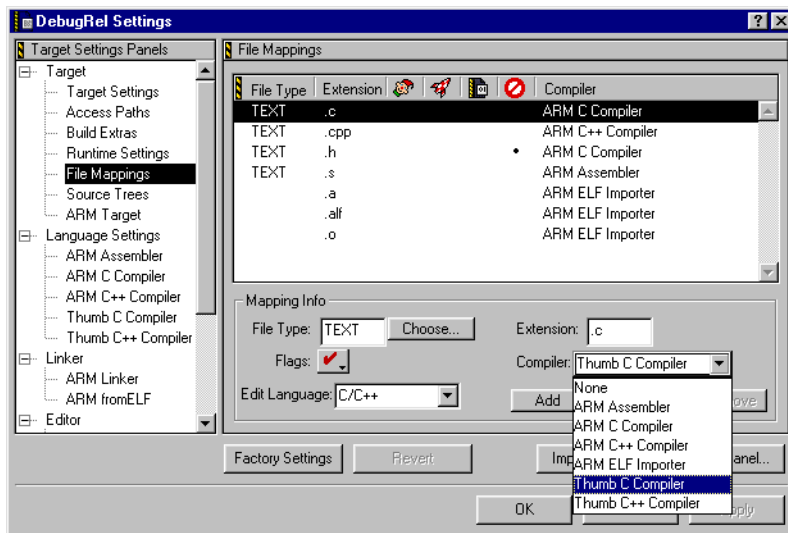 DebugRel Settings
Target Settings Panels
Target
Target Settings
Access Paths
Build Extras
Runtime Settings
File Mappings
Source Trees
ARM Target
Language Settings
ARM Assembler
ARM C Compiler
ARM C++ Compiler
Thumb C Compiler
Thumb C++ Compiler
Linker
ARM Linker
ARM fromELF
Editor
File Mappings
File Type Extension Compiler
TEXT .c ARM C Compiler
TEXT .cpp ARM C++ Compiler
TEXT .h • ARM C Compiler
TEXT .s ARM Assembler
.a ARM ELF Importer
.alf ARM ELF Importer
.o ARM ELF Importer
Mapping Info
File Type: TEXT Choose... Extension: .c
Flags: Compiler: Thumb C Compiler
Edit Language: C/C++ Add
None
ARM Assembler
ARM C Compiler
ARM C++ Compiler
ARM ELF Importer
Thumb C Compiler
Thumb C++ Compiler
Factory Settings Revert
OK